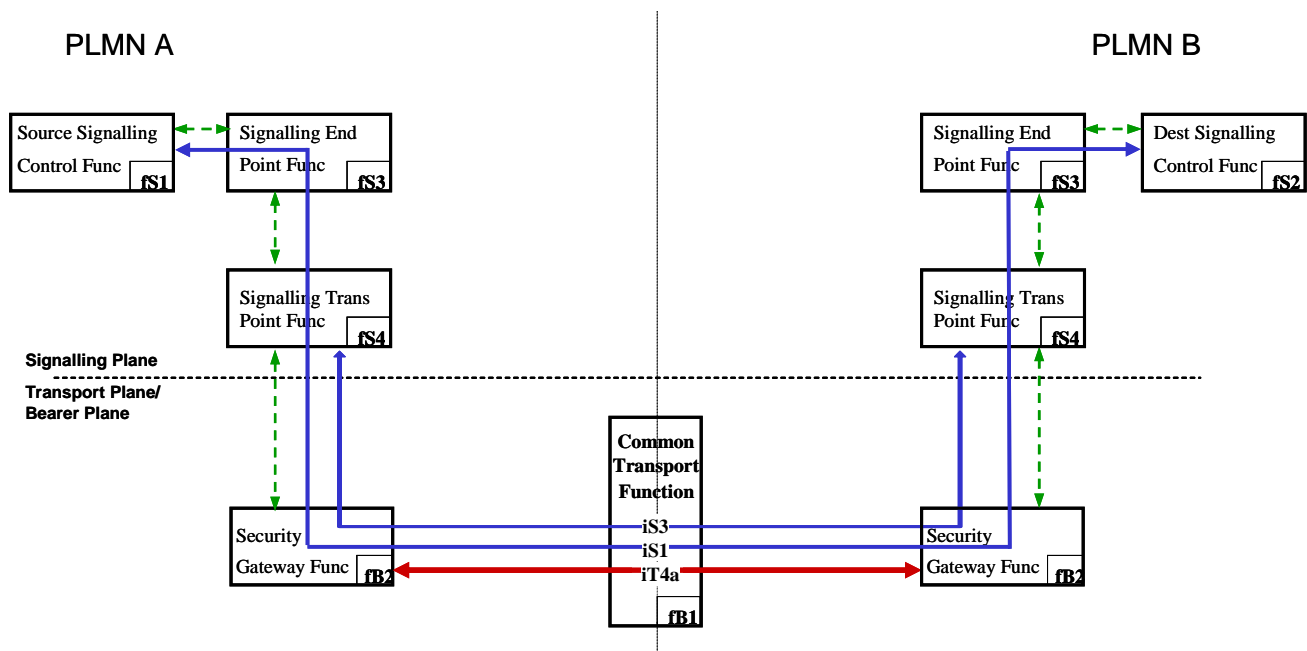 PLMN A
PLMN B
Source Signalling
Control Func
fS1
Signalling End
Point Func
fS3
Signalling End
Point Func
fS3
Dest Signalling
Control Func
fS2
Signalling Trans
Point Func
fS4
Signalling Trans
Point Func
fS4
Signalling Plane
Transport Plane/
Bearer Plane
Common
Transport
Function
iS3
iS1
iT4a
fB1
Security
Gateway Func
fB2
Security
Gateway Func
fB2